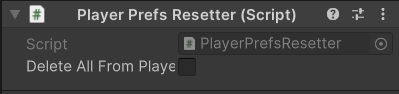 Player Prefs Resetter (Script)
Script PlayerPrefsResetter
Delete All From Playe